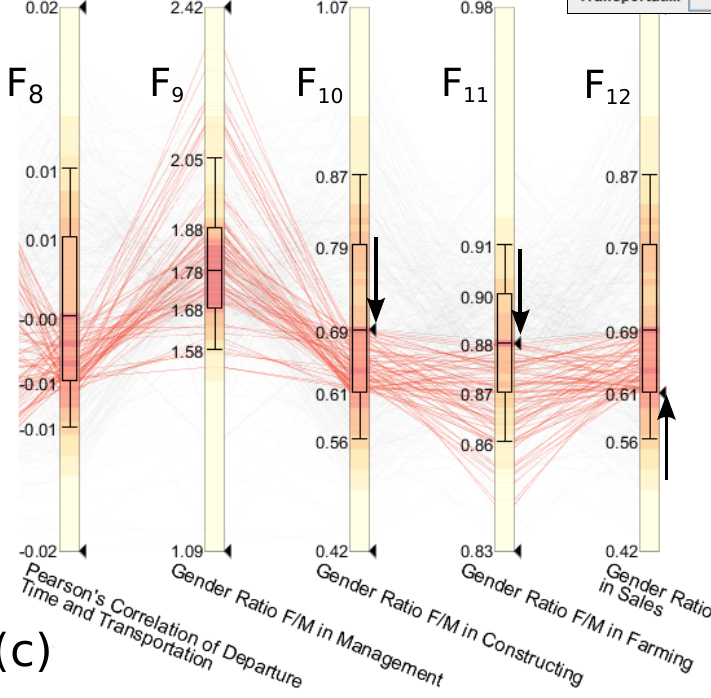 0.02
2.42
1.07
0.98
F8
F9
F10
F11
F12
0.01
0.01
-0.00
-0.01
-0.01
-0.02
2.05
1.88
1.78
1.68
1.58
1.09
0.87
0.79
0.69
0.61
0.56
0.42
0.91
0.90
0.88
0.87
0.86
0.83
0.87
0.79
0.69
0.61
0.56
0.42
Pearson's Correlation of Departure
Time and Transportation
Gender Ratio F/M in Management
Gender Ratio F/M in Constructing
Gender Ratio F/M in Farming
Gender Ratio
in Sales
(c)